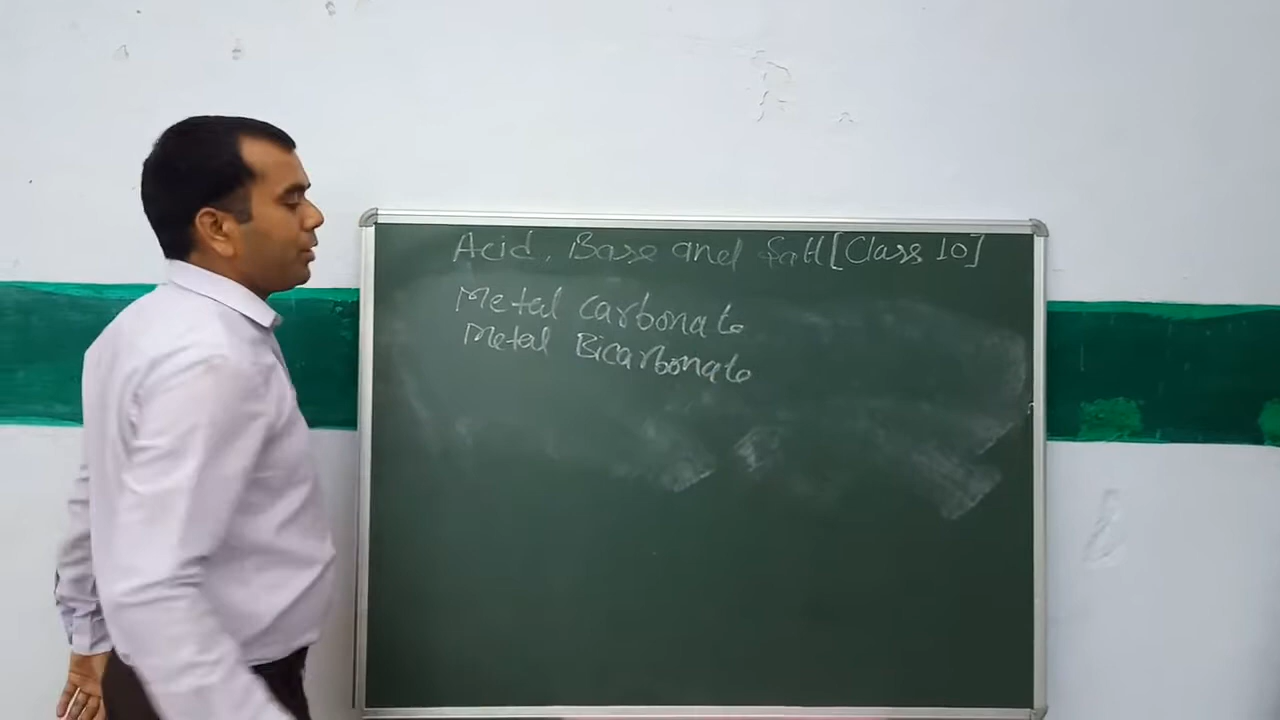 Acid, Base and Salt [Class 10]
Metal Carbonate
Metal Bicarbonate